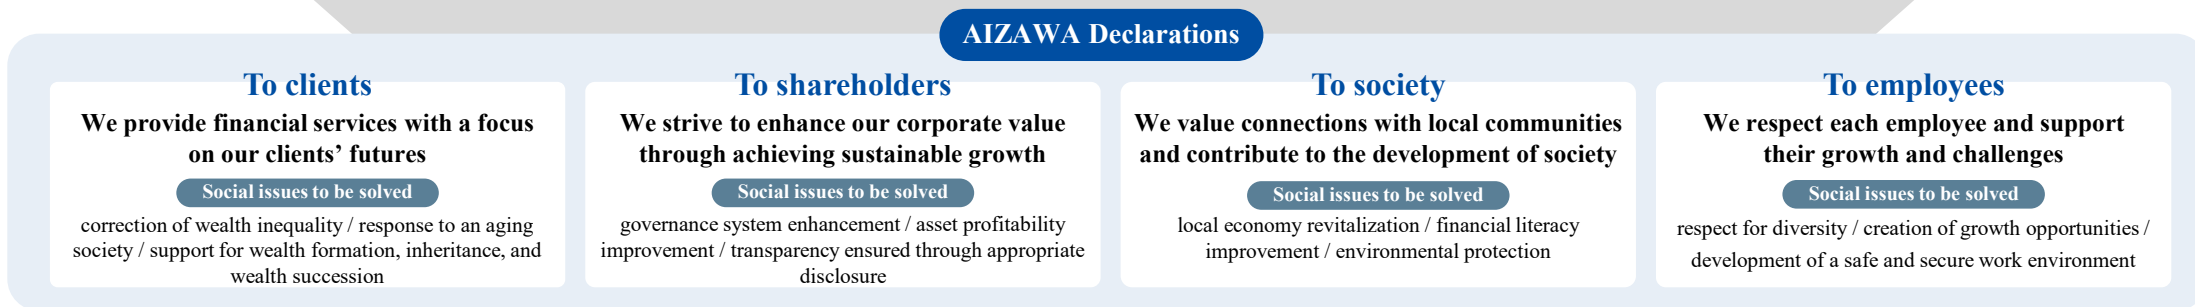 AIZAWA Declarations
To clients
We provide financial services with a focus
on our clients’ futures
Social issues to be solved
correction of wealth inequality / response to an aging
society / support for wealth formation, inheritance, and
wealth succession
To shareholders
We strive to enhance our corporate value
through achieving sustainable growth
Social issues to be solved
governance system enhancement / asset profitability
improvement / transparency ensured through appropriate
disclosure
To society
We value connections with local communities
and contribute to the development of society
Social issues to be solved
local economy revitalization / financial literacy
improvement / environmental protection
To employees
We respect each employee and support
their growth and challenges
Social issues to be solved
respect for diversity / creation of growth opportunities /
development of a safe and secure work environment